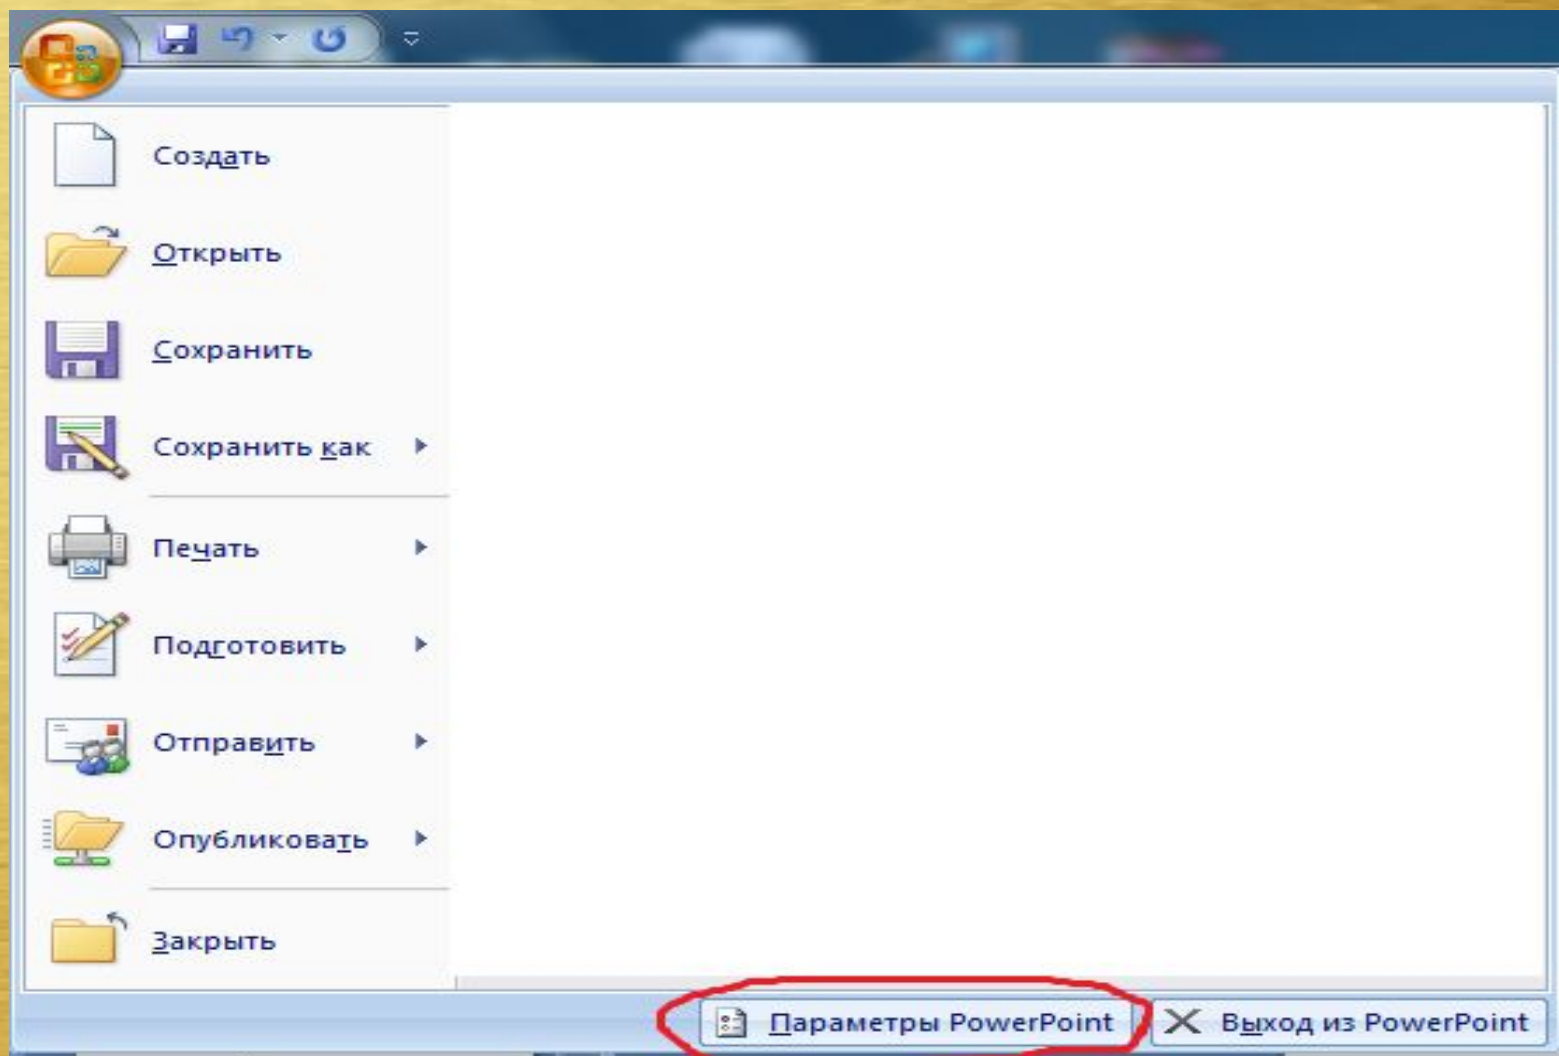 Создать
Открыть
Сохранить
Сохранить как
Печать
Подготовить
Отправить
Опубликовать
Закрыть
Параметры PowerPoint
Выход из PowerPoint